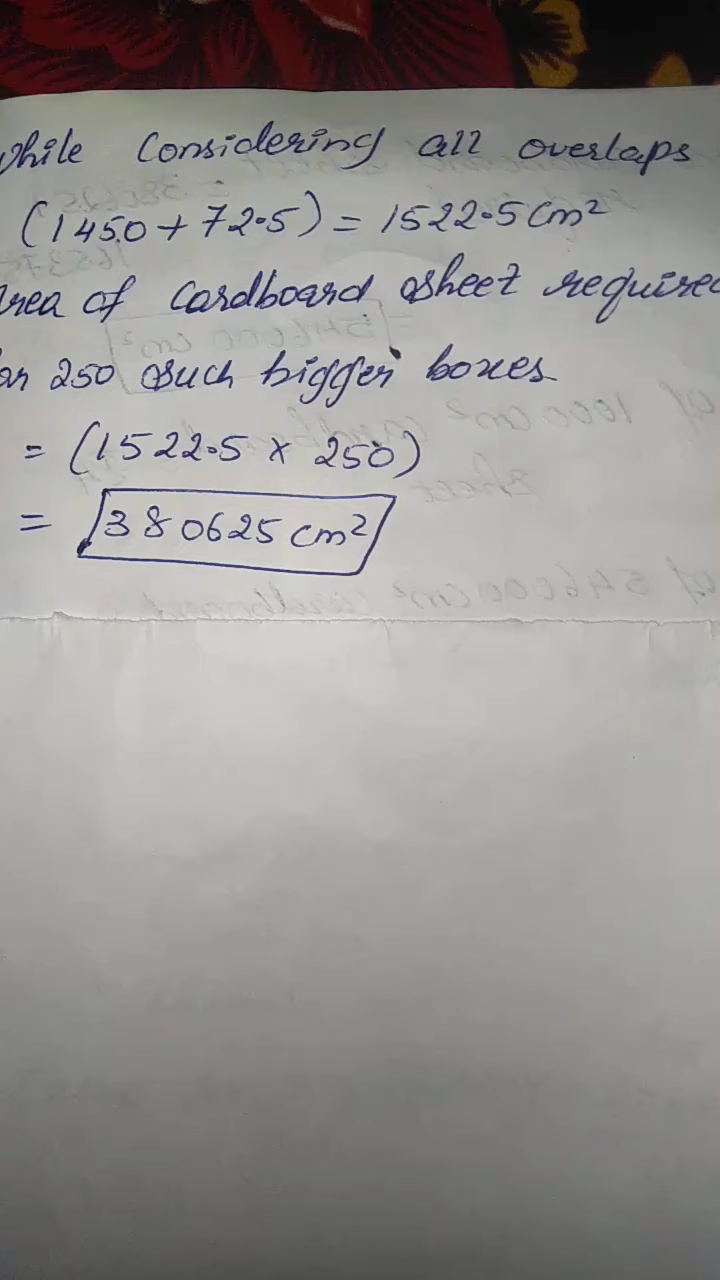 while Considering all overlaps
(1450 + 72.5) = 1522.5 cm²
Area of Cardboard sheet required
for 250 such bigger boxes
= (1522.5 x 250)
= 380625 cm²